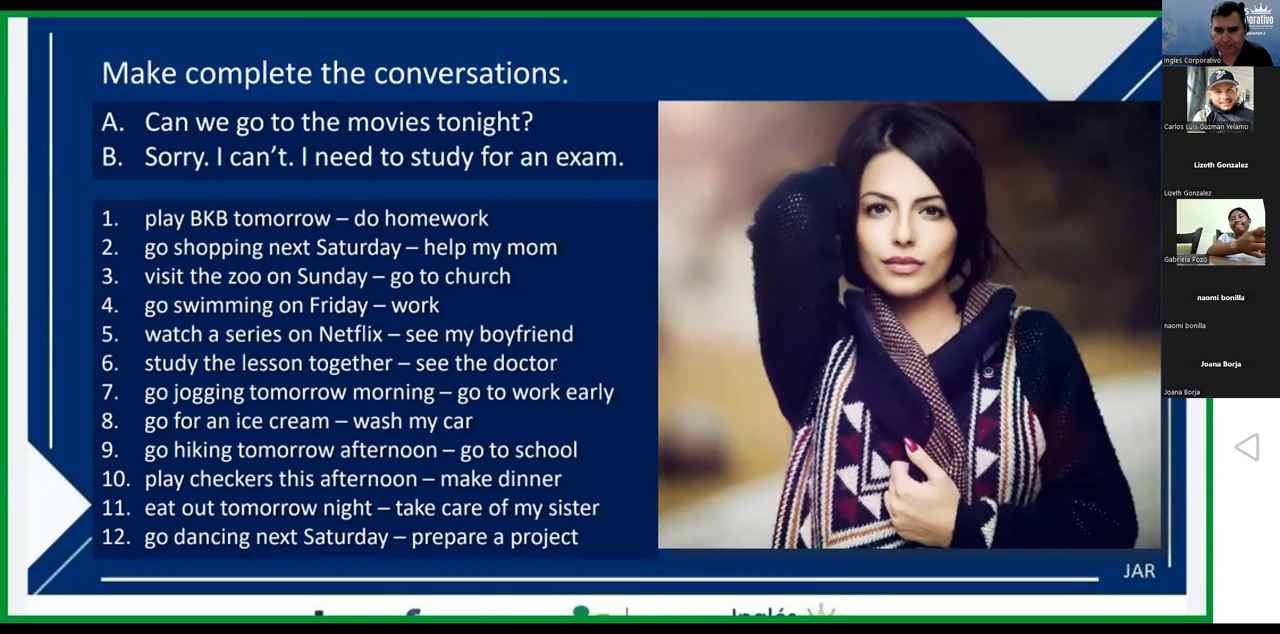 Make complete the conversations.
A. Can we go to the movies tonight?
B. Sorry. I can't. I need to study for an exam.
1. play BKB tomorrow – do homework
2. go shopping next Saturday – help my mom
3. visit the zoo on Sunday – go to church
4. go swimming on Friday – work
5. watch a series on Netflix – see my boyfriend
6. study the lesson together – see the doctor
7. go jogging tomorrow morning – go to work early
8. go for an ice cream – wash my car
9. go hiking tomorrow afternoon – go to school
10. play checkers this afternoon – make dinner
11. eat out tomorrow night – take care of my sister
12. go dancing next Saturday – prepare a project
JAR
Inglés
Ingles Corporativo
Carlos Luis Guzman Yelamo
Lizeth Gonzalez
Lizeth Gonzalez
Gabriela Pozo
naomi bonilla
naomi bonilla
Joana Borja
Joana Borja